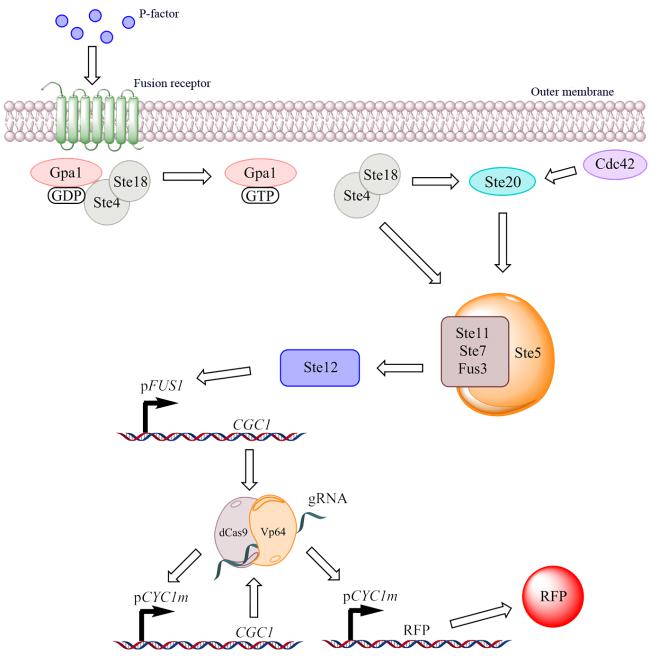 P-factor
Fusion receptor
Outer membrane
Gpa1
GDP
Ste18
Ste4
Gpa1
GTP
Ste18
Ste4
Ste20
Cdc42
Ste11
Ste7
Fus3
Ste5
Ste12
pFUS1
CGC1
gRNA
dCas9
Vp64
pCYC1m
CGC1
pCYC1m
RFP
RFP